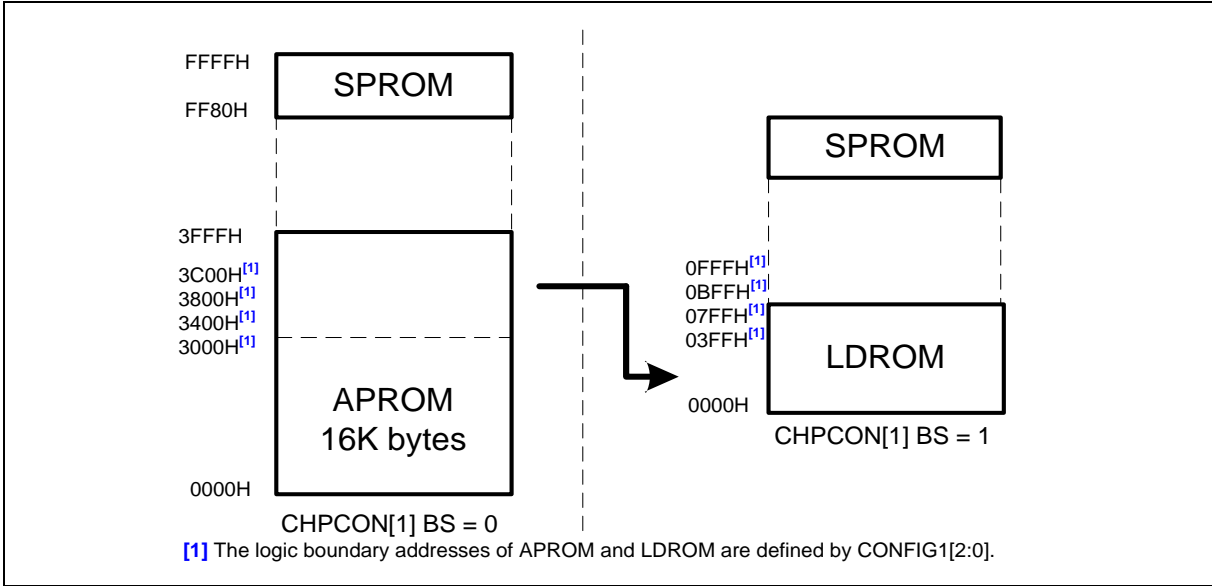 FFFFH
SPROM
FF80H
3FFFH
3C00H[1]
3800H[1]
3400H[1]
3000H[1]
APROM
16K bytes
0000H
CHPCON[1] BS = 0
SPROM
0FFFH[1]
0BFFH[1]
07FFH[1]
03FFH[1]
LDROM
0000H
CHPCON[1] BS = 1
[1] The logic boundary addresses of APROM and LDROM are defined by CONFIG1[2:0].